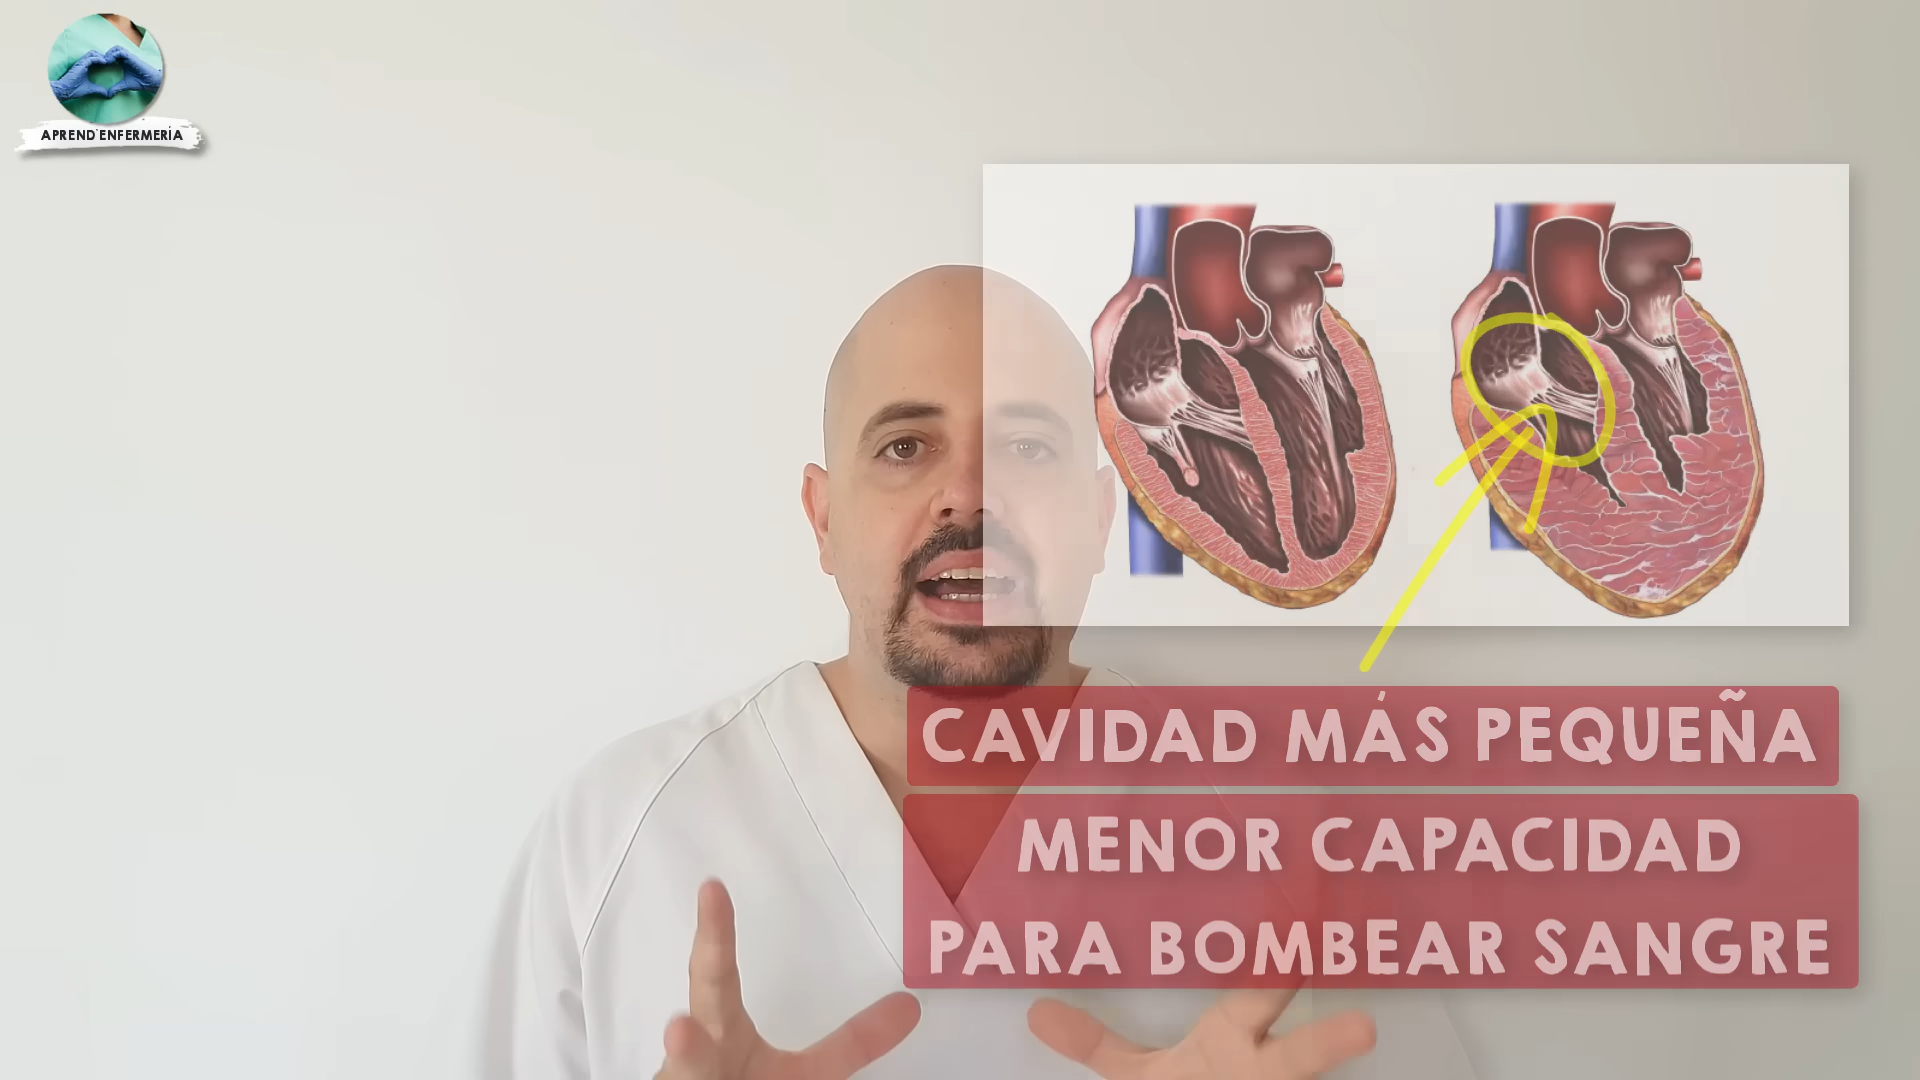 APREND'ENFERMERÍA
CAVIDAD MÁS PEQUEÑA
MENOR CAPACIDAD
PARA BOMBEAR SANGRE